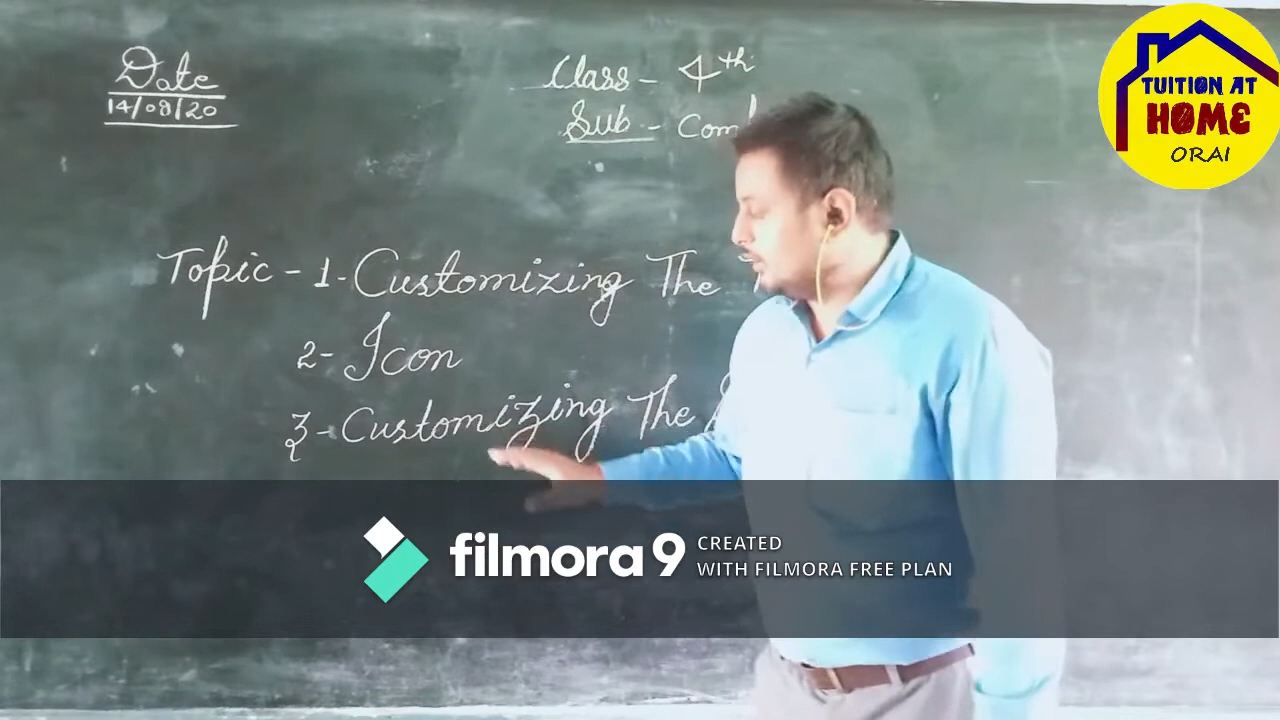 Date
14/08/20
Class - 4th
Sub - Com
Topic - 1- Customizing The
2- Icon
3- Customizing The
TUITION AT
HOME
ORAI
filmora9
CREATED
WITH FILMORA FREE PLAN